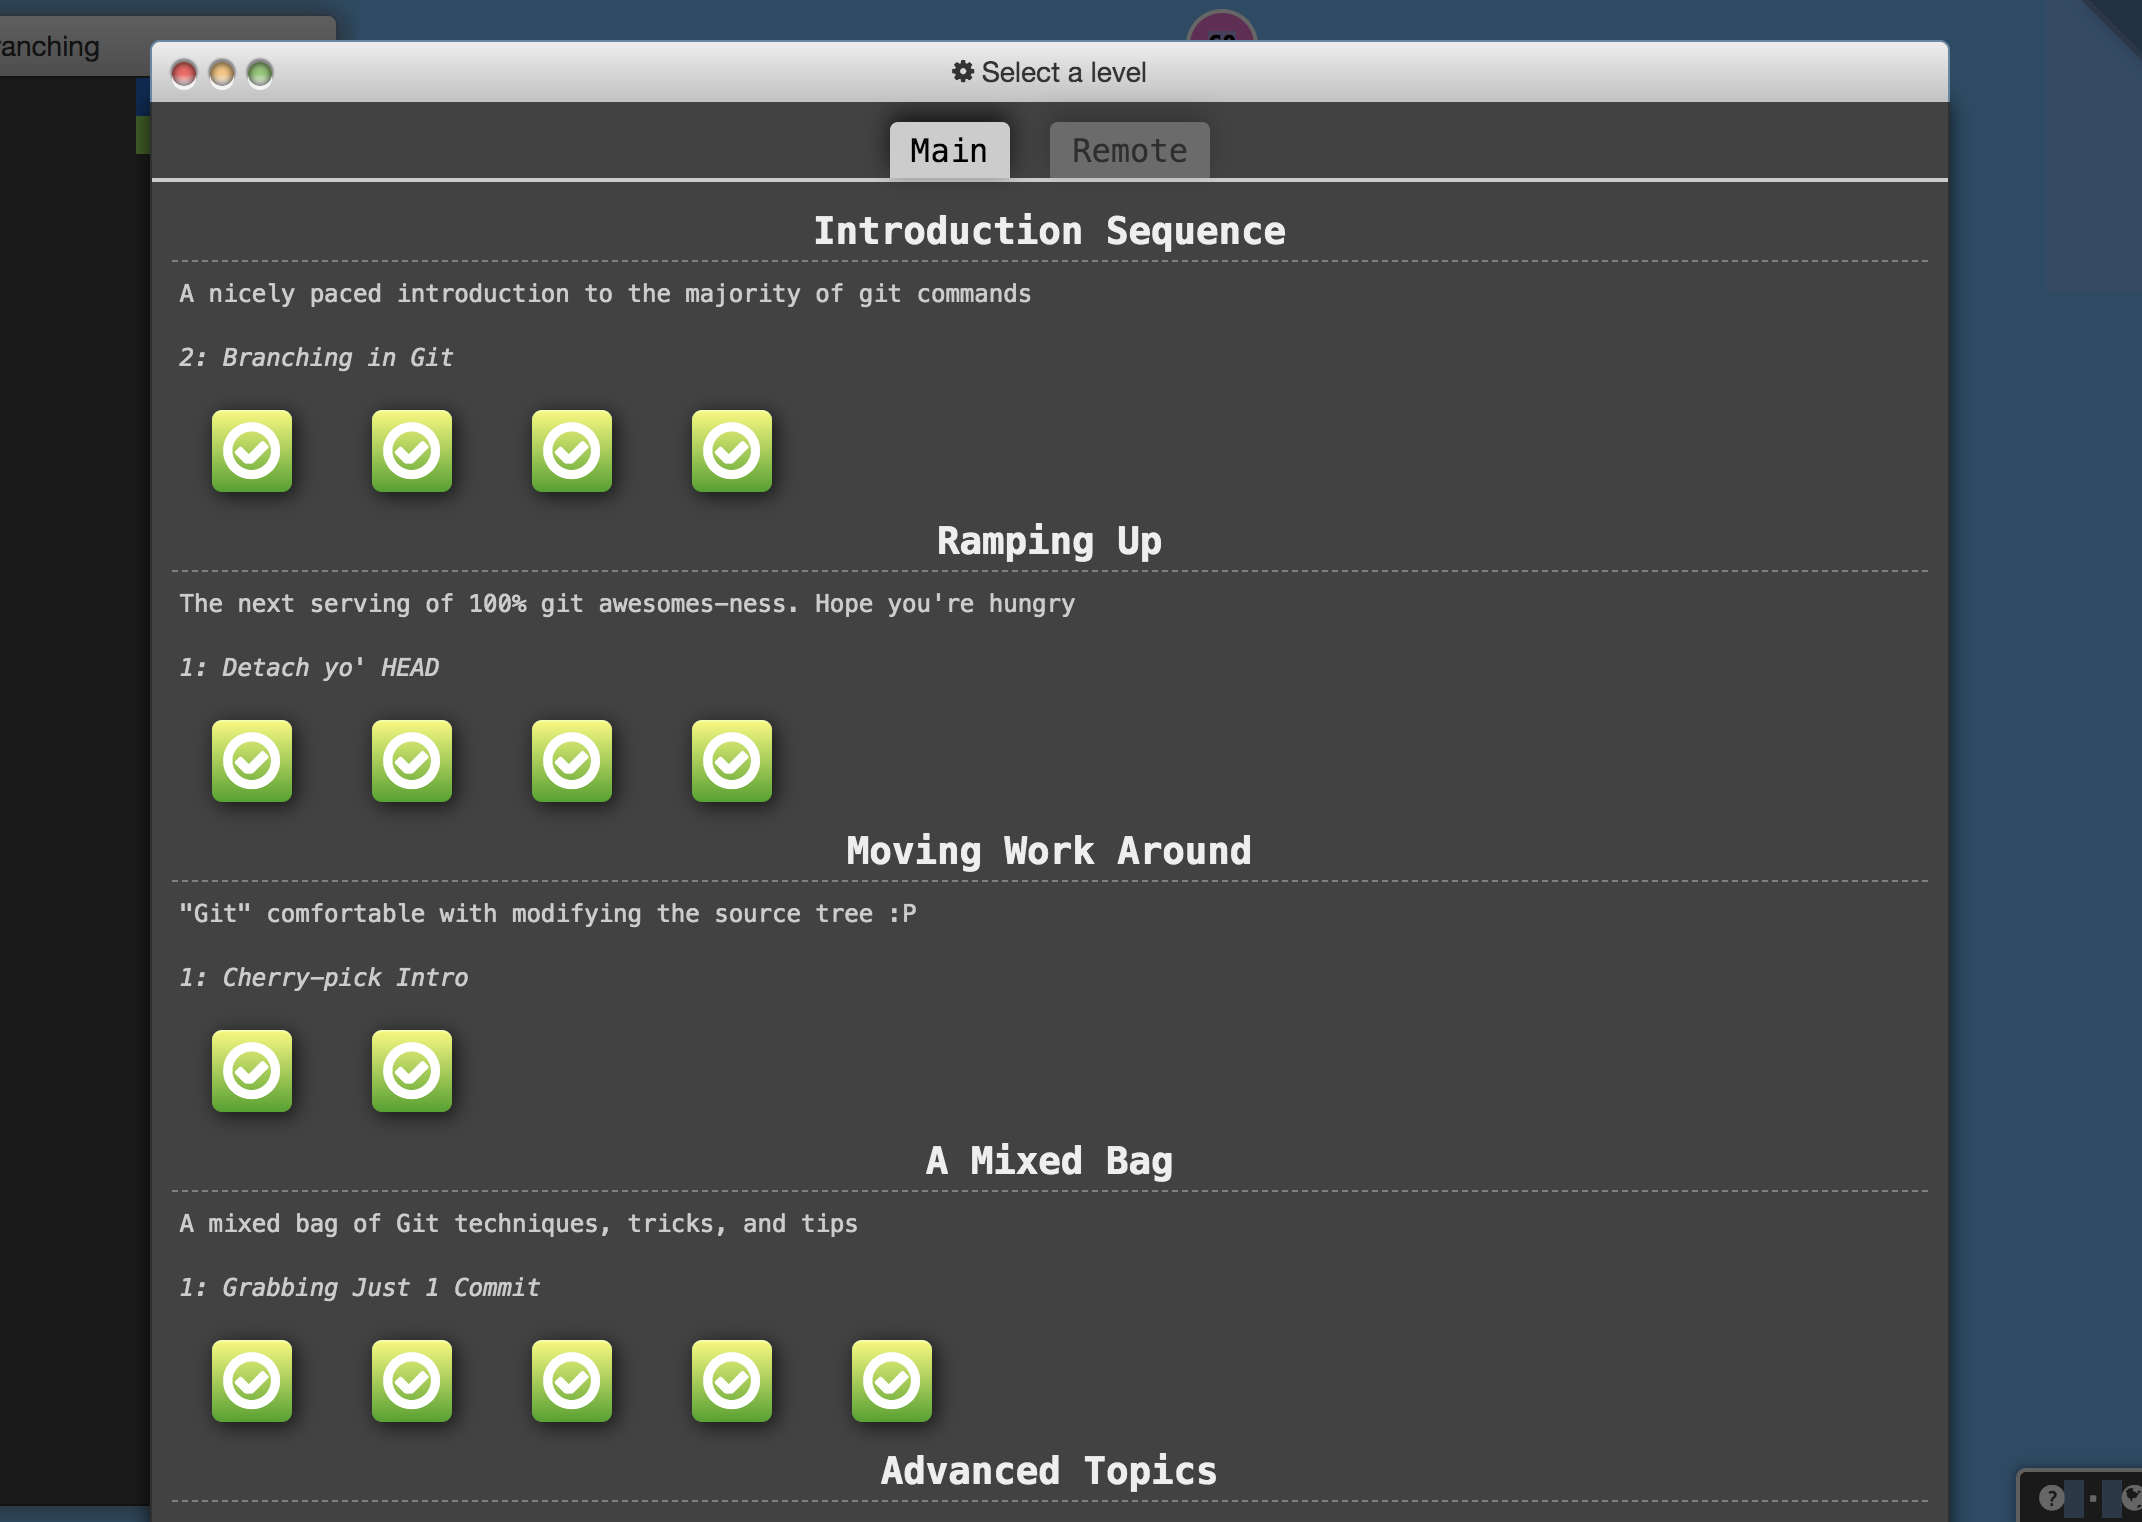 anching
Select a level
Main Remote
Introduction Sequence
A nicely paced introduction to the majority of git commands
2: Branching in Git
Ramping Up
The next serving of 100% git awesomes-ness. Hope you're hungry
1: Detach yo' HEAD
Moving Work Around
"Git" comfortable with modifying the source tree :P
1: Cherry-pick Intro
A Mixed Bag
A mixed bag of Git techniques, tricks, and tips
1: Grabbing Just 1 Commit
Advanced Topics